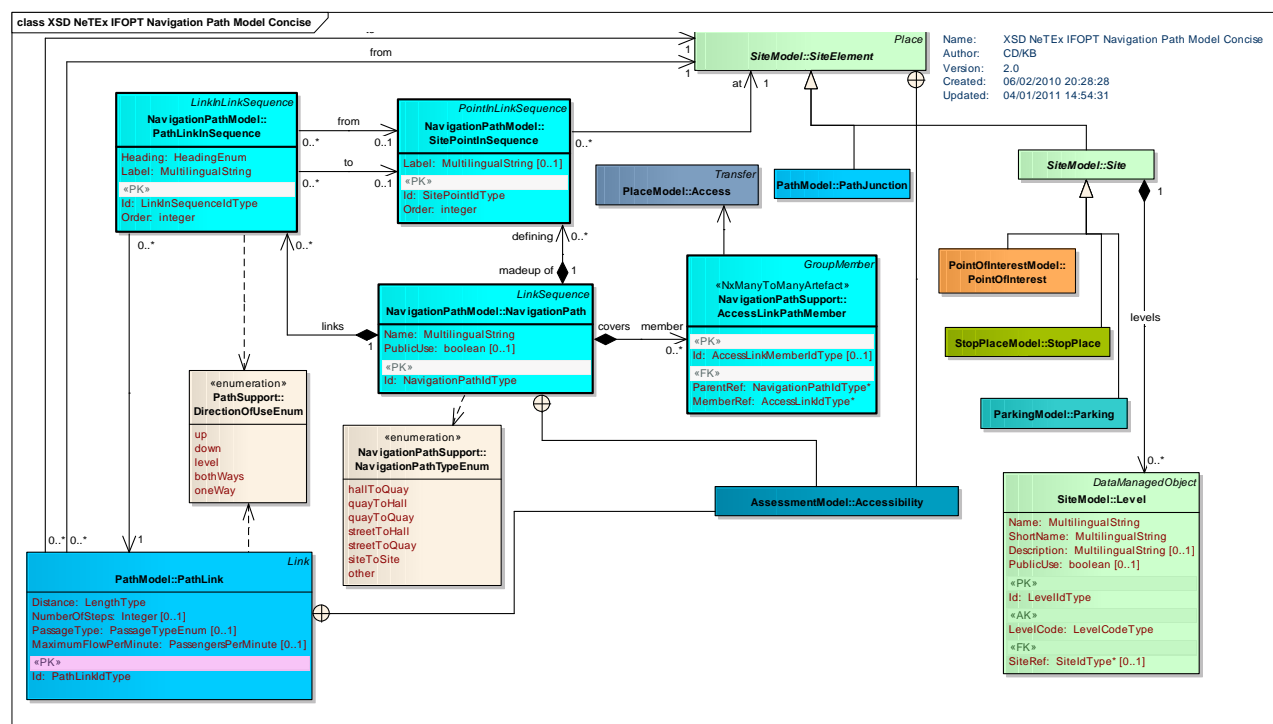 class XSD NeTEx IFOPT Navigation Path Model Concise
Name: XSD NeTEx IFOPT Navigation Path Model Concise
Author: CD/KB
Version: 2.0
Created: 06/02/2010 20:28:28
Updated: 04/01/2011 14:54:31
Place
SiteModel::SiteElement
1
from
1
at
1
LinkInLinkSequence
NavigationPathModel::
PathLinkInSequence
Heading: HeadingEnum
Label: MultilingualString
«PK»
Id: LinkInSequenceIdType
Order: integer
from
0..*
0..1
to
0..*
0..1
PointInLinkSequence
NavigationPathModel::
SitePointInSequence
Label: MultilingualString [0..1]
«PK»
Id: SitePointIdType
Order: integer
0..*
Transfer
PlaceModel::Access
PathModel::PathJunction
SiteModel::Site
1
PointOfInterestModel::
PointOfInterest
StopPlaceModel::StopPlace
ParkingModel::Parking
levels
0..*
0..*
0..*
defining
0..*
madeup of
1
LinkSequence
NavigationPathModel::NavigationPath
Name: MultilingualString
PublicUse: boolean [0..1]
«PK»
Id: NavigationPathIdType
links
1
covers
member
0..*
GroupMember
«NxManyToManyArtefact»
NavigationPathSupport::
AccessLinkPathMember
«PK»
Id: AccessLinkMemberIdType [0..1]
«FK»
ParentRef: NavigationPathIdType*
MemberRef: AccessLinkIdType*
«enumeration»
PathSupport::
DirectionOfUseEnum
up
down
level
bothWays
oneWay
«enumeration»
NavigationPathSupport::
NavigationPathTypeEnum
hallToQuay
quayToHall
quayToQuay
streetToHall
streetToQuay
siteToSite
other
AssessmentModel::Accessibility
DataManagedObject
SiteModel::Level
Name: MultilingualString
ShortName: MultilingualString
Description: MultilingualString [0..1]
PublicUse: boolean [0..1]
«PK»
Id: LevelIdType
«AK»
LevelCode: LevelCodeType
«FK»
SiteRef: SiteIdType* [0..1]
0..*
0..*
1
Link
PathModel::PathLink
Distance: LengthType
NumberOfSteps: Integer [0..1]
PassageType: PassageTypeEnum [0..1]
MaximumFlowPerMinute: PassengersPerMinute [0..1]
«PK»
Id: PathLinkIdType